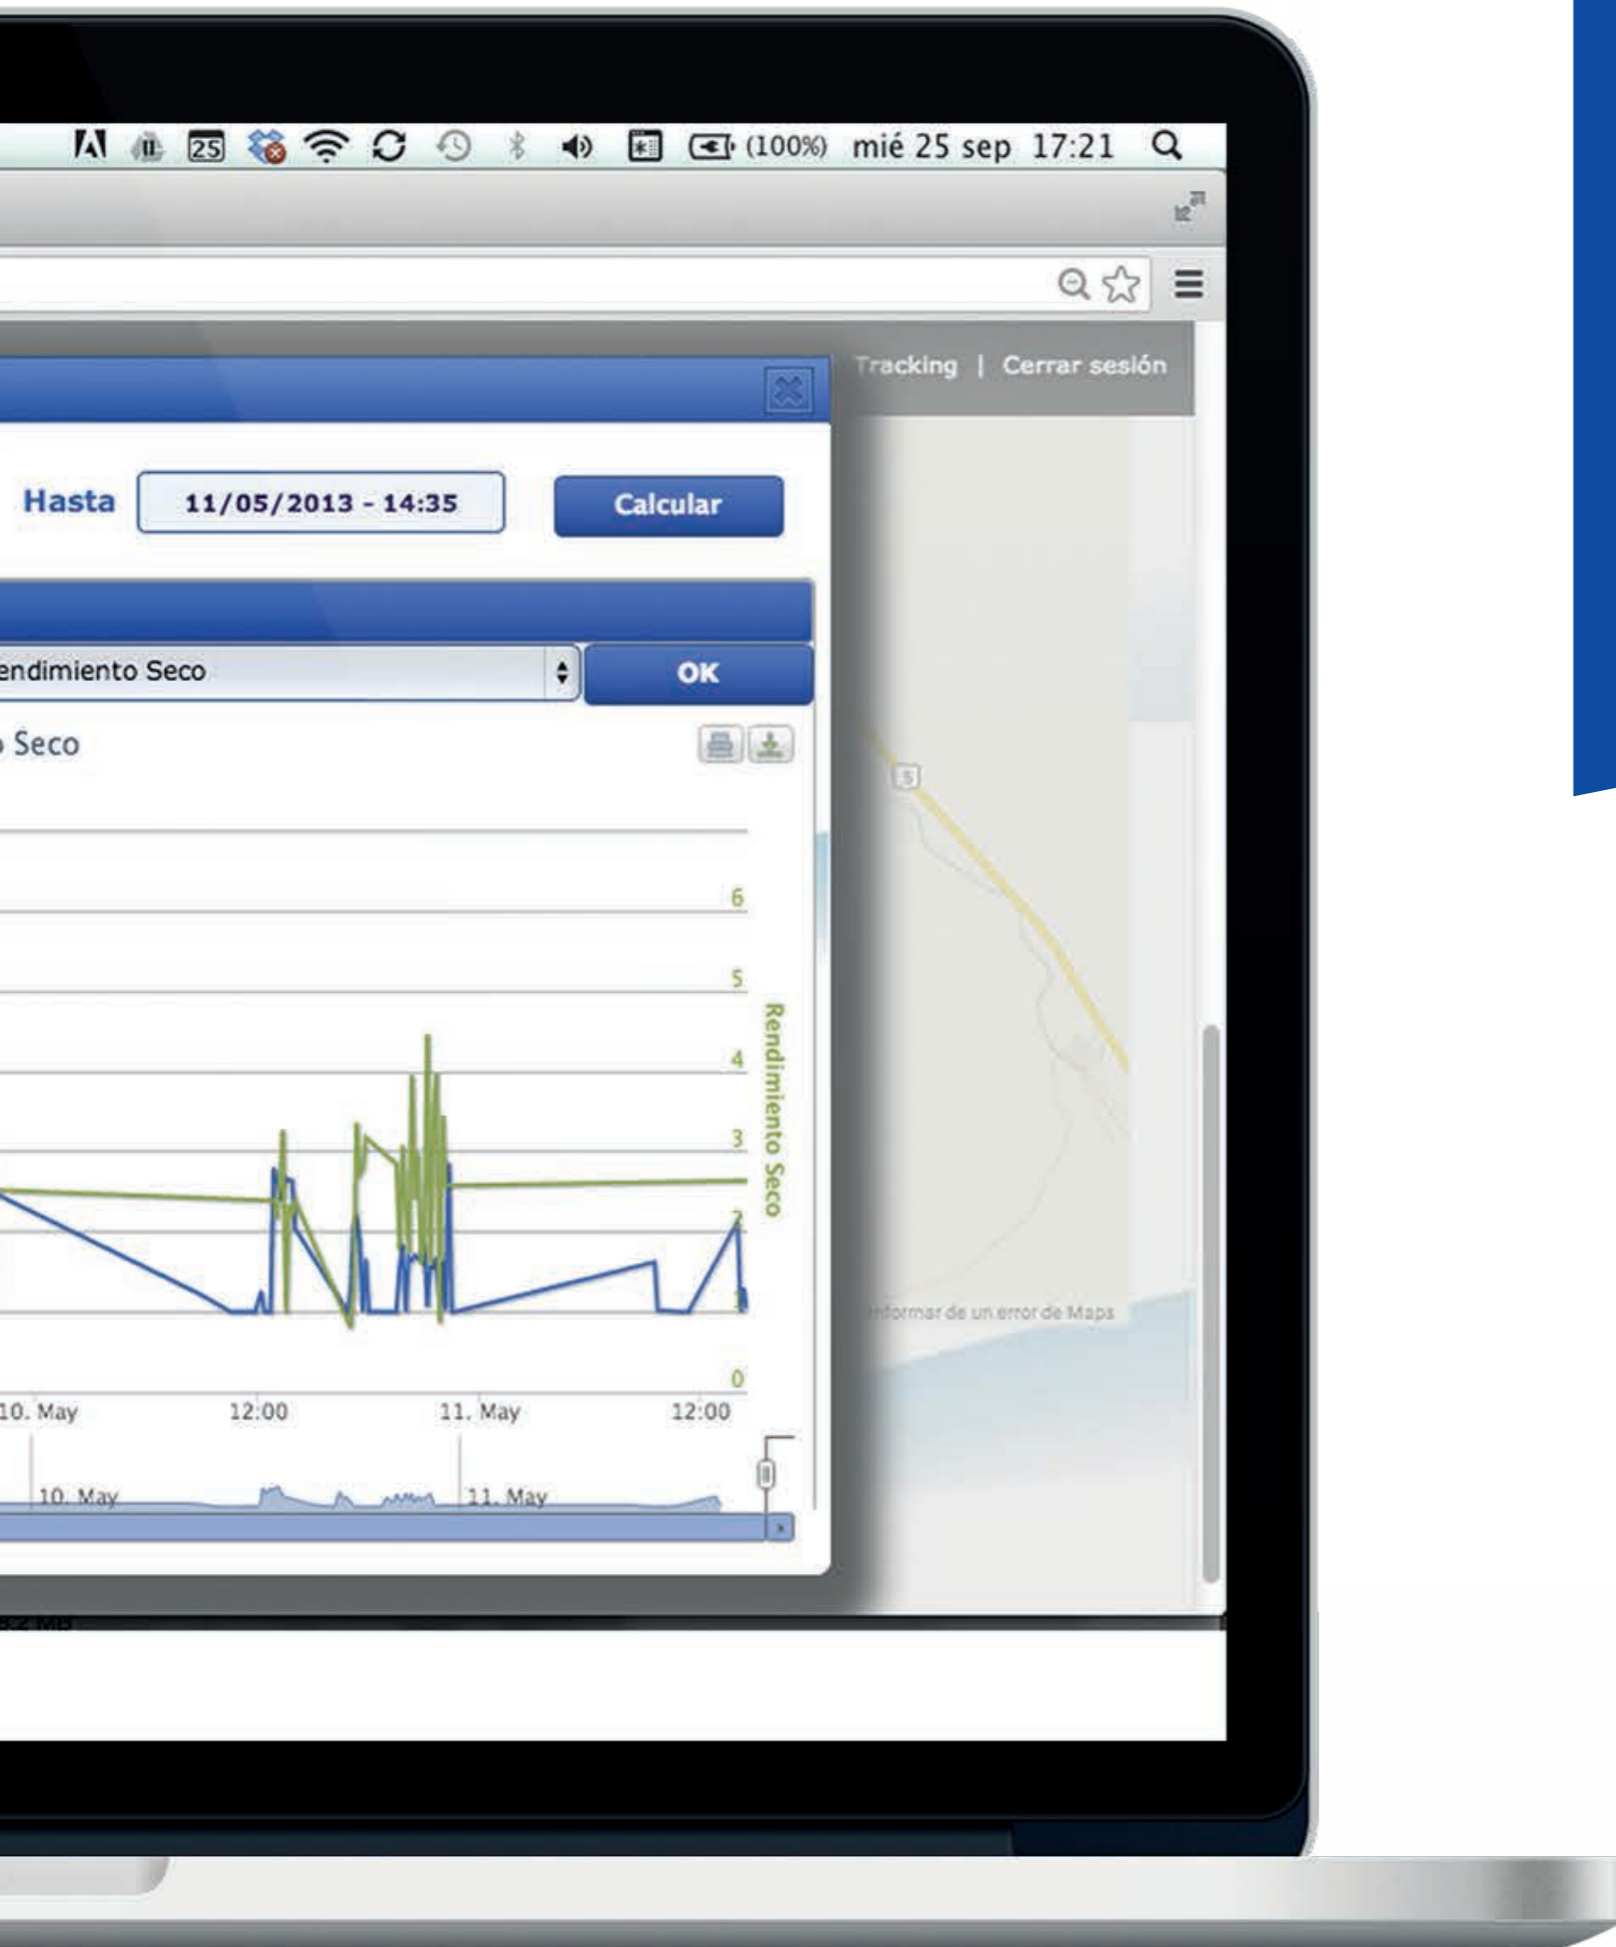 25 (100%) mié 25 sep 17:21
Tracking | Cerrar sesión
Hasta 11/05/2013 - 14:35 Calcular
endimiento Seco OK
Seco
5
6
5
4
3
2
1
0
Rendimiento Seco
informar de un error de Maps
10. May 12:00 11. May 12:00
10. May 11. May